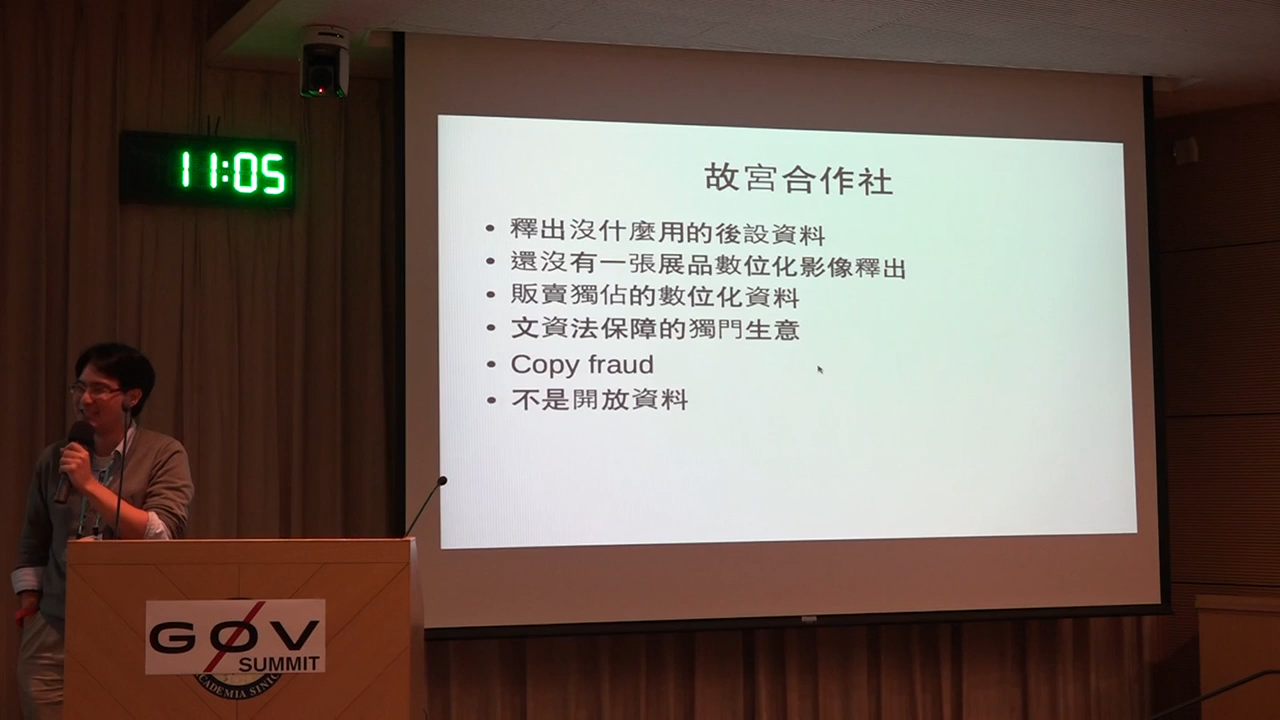 11:05
故宮合作社
• 釋出沒什麼用的後設資料
• 還沒有一張展品數位化影像釋出
• 販賣獨佔的數位化資料
• 文資法保障的獨門生意
• Copy fraud
• 不是開放資料
GØV
SUMMIT
ACADEMIA SINI